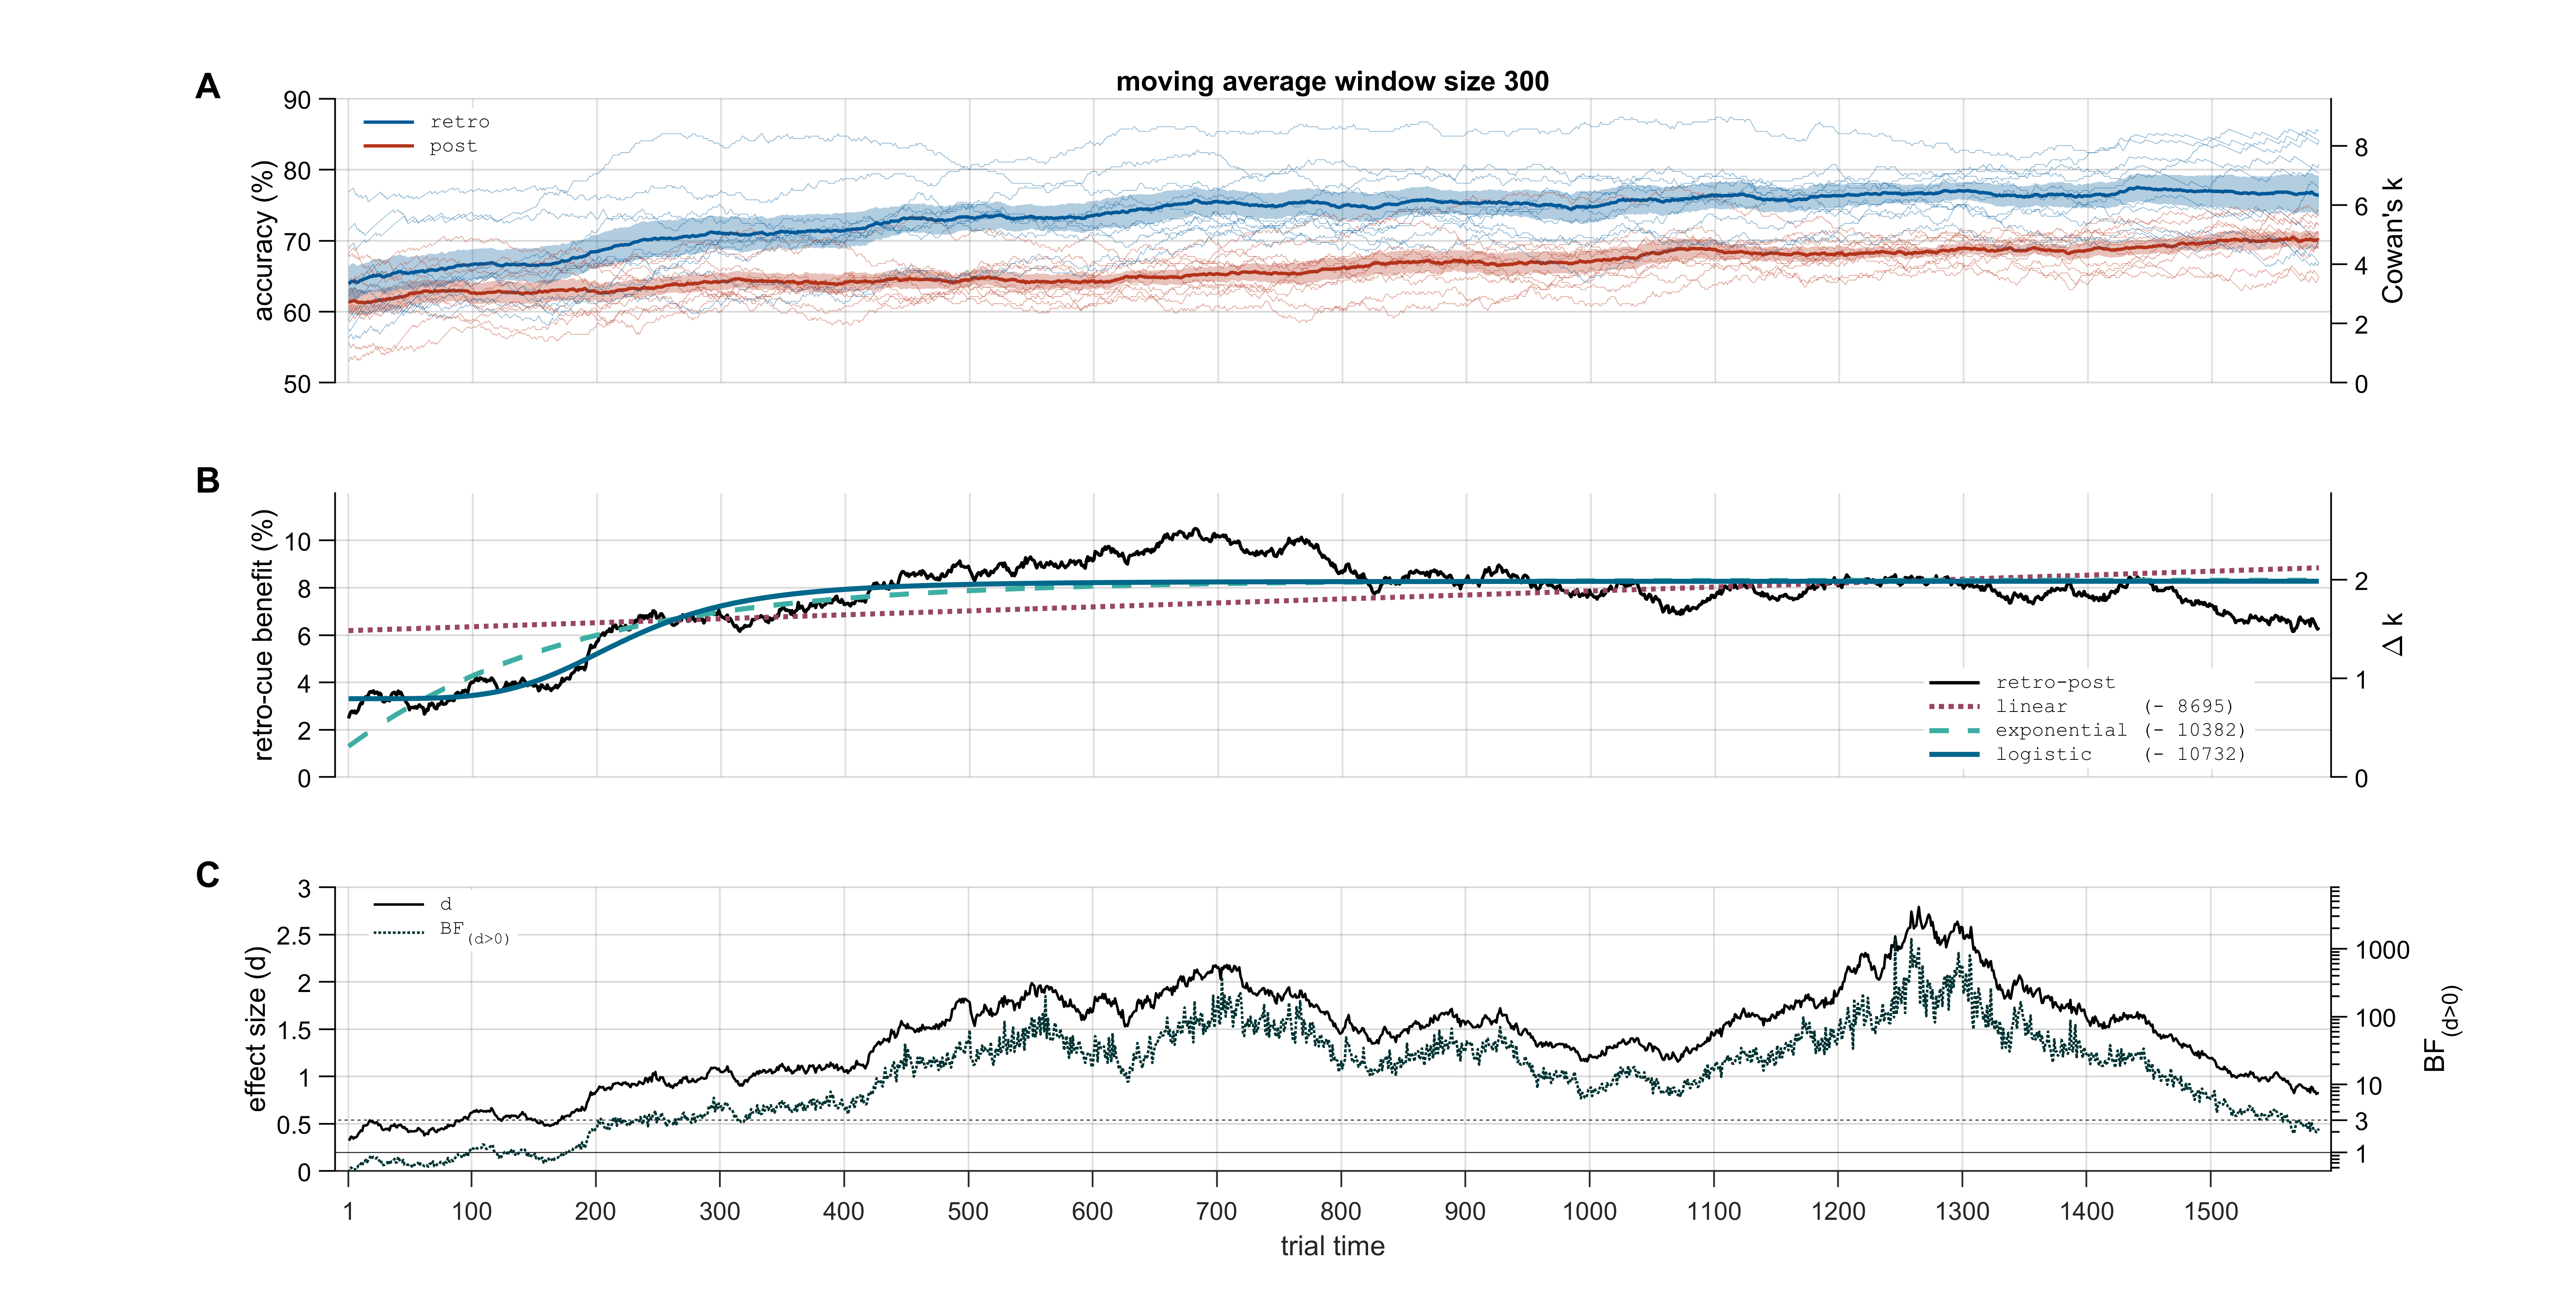 A
moving average window size 300
retro
post
accuracy (%)
90
80
70
60
50
Cowan's k
8
6
4
2
0
B
retro-cue benefit (%)
10
8
6
4
2
0
Δ k
2
1
0
retro-post
linear (- 8695)
exponential (- 10382)
logistic (- 10732)
C
effect size (d)
3
2.5
2
1.5
1
0.5
0
d
BF(d>0)
1000
100
10
3
1
BF(d>0)
1 100 200 300 400 500 600 700 800 900 1000 1100 1200 1300 1400 1500
trial time